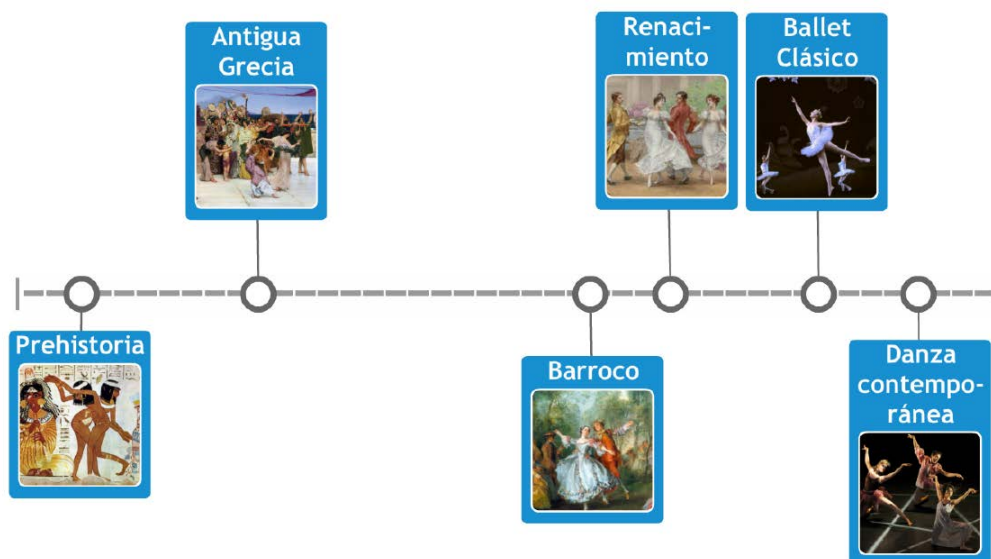 Antigua
Grecia
Renaci-
miento
Ballet
Clásico
Prehistoria
Barroco
Danza
contempo-
ránea